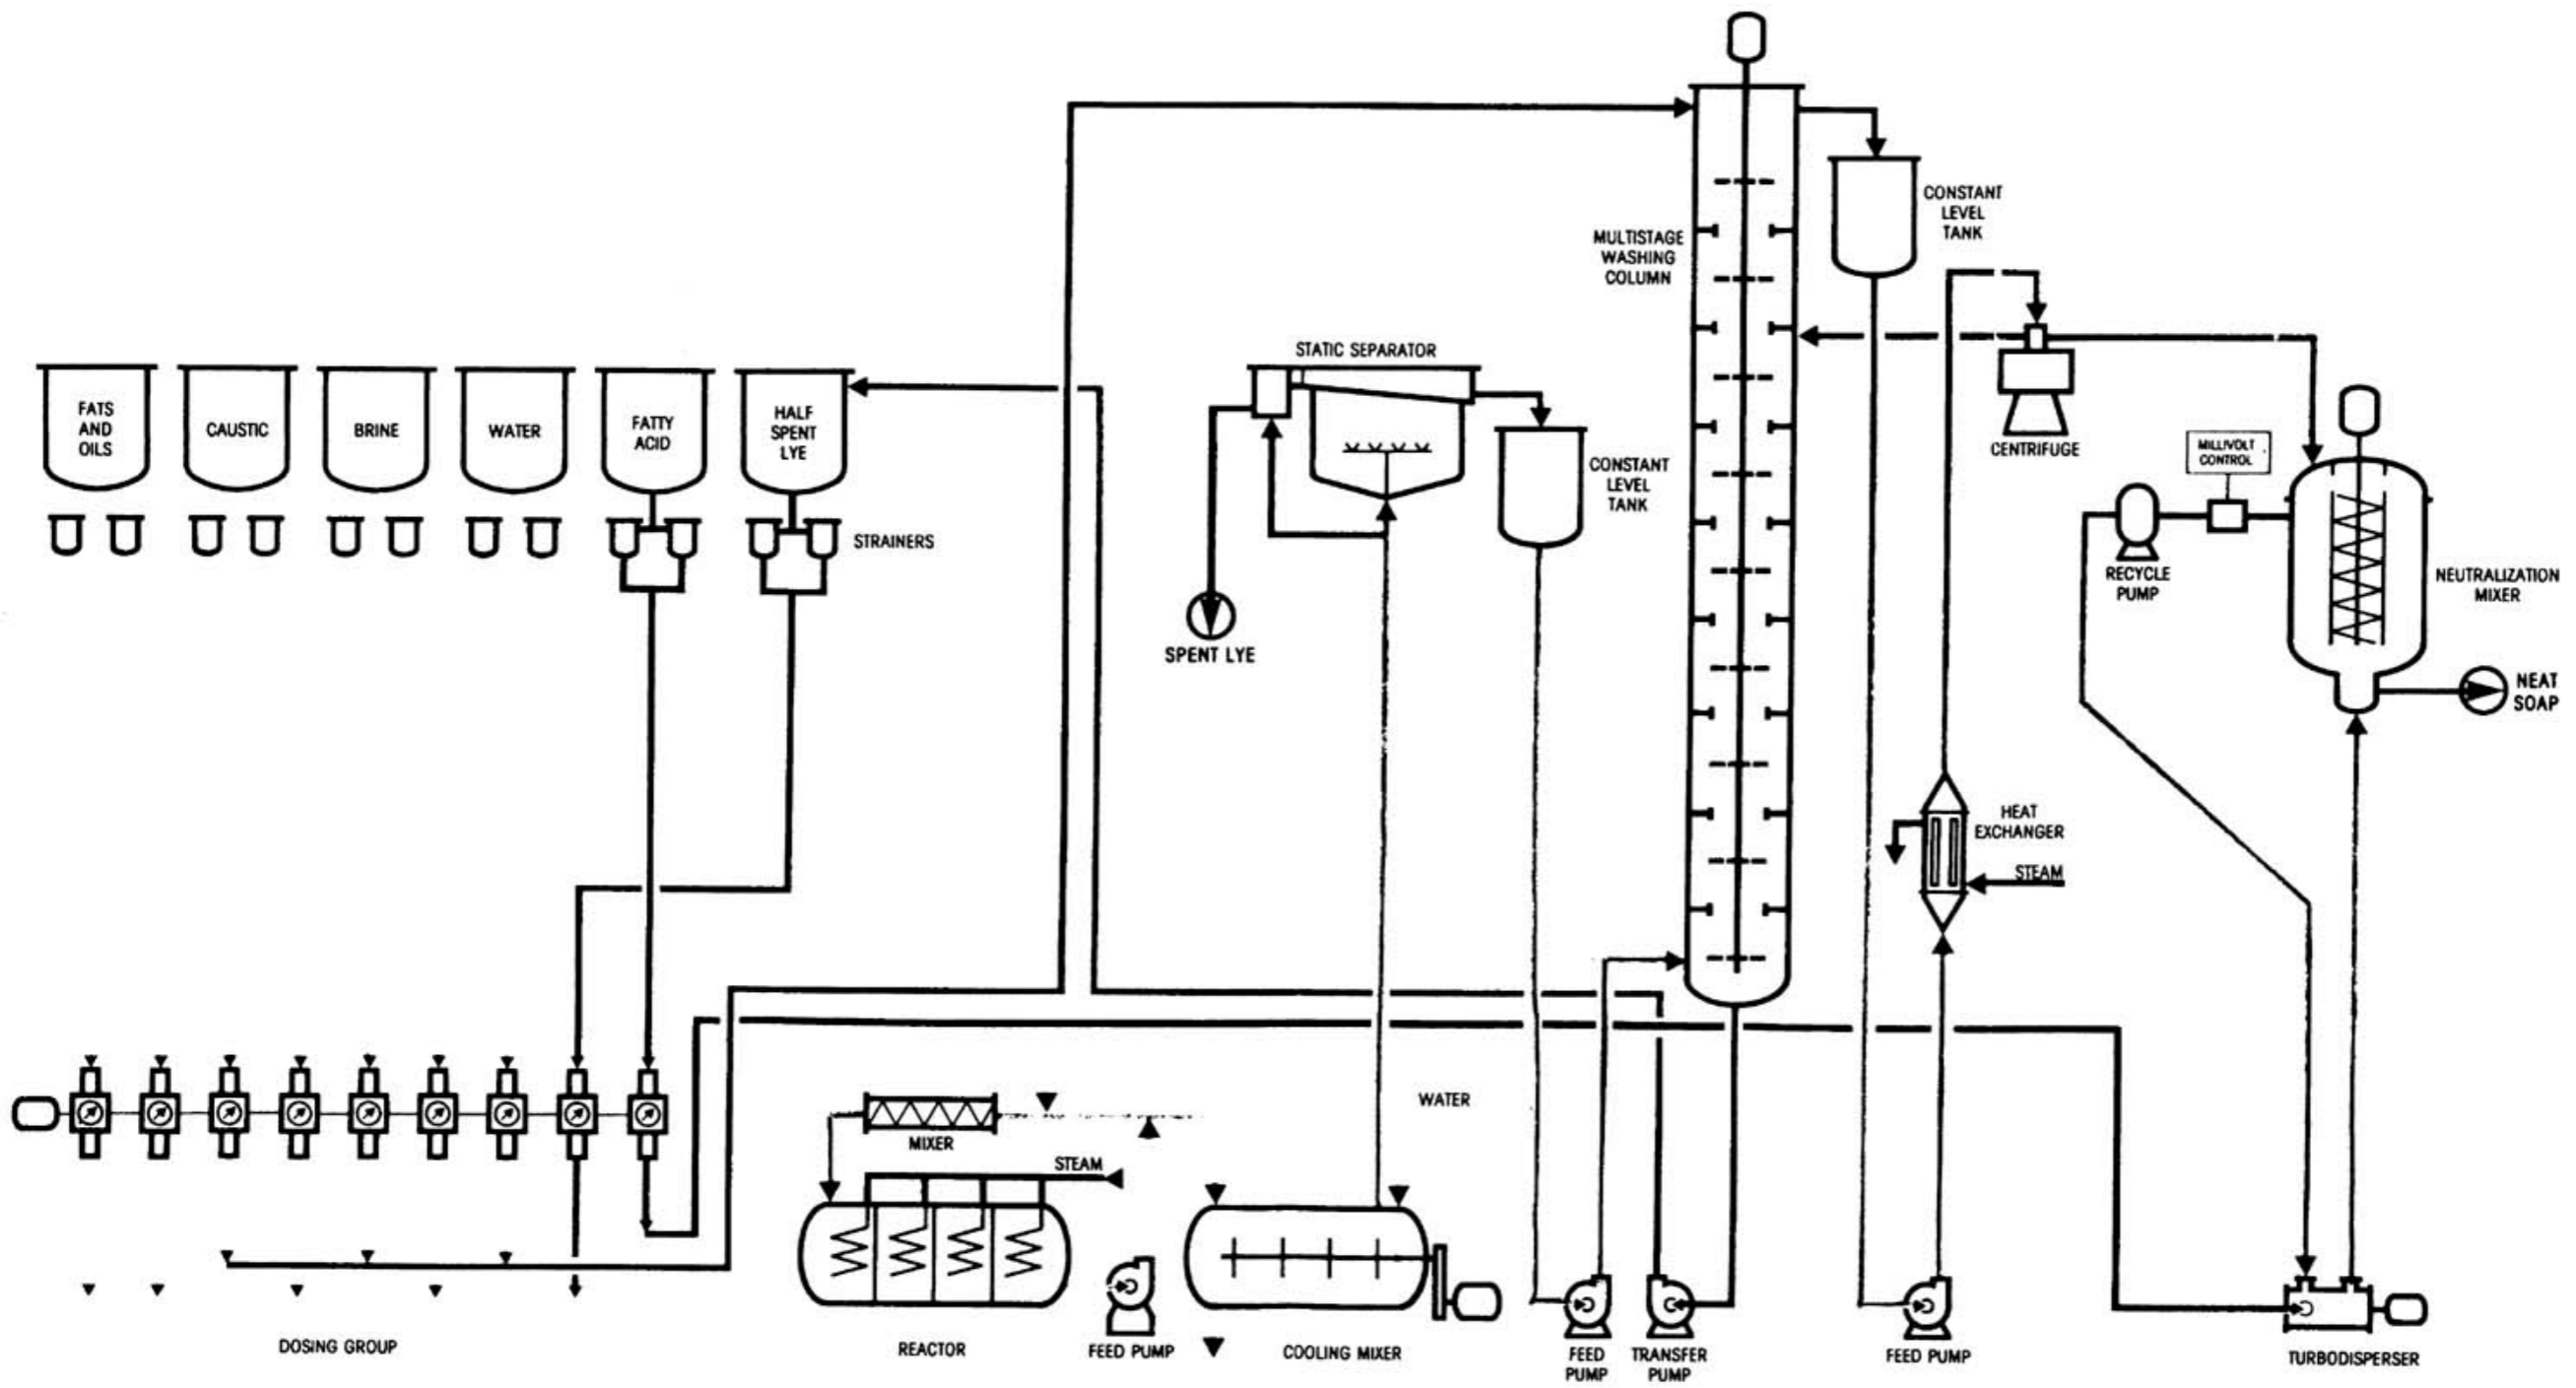 CONSTANT
LEVEL
TANK
MULTISTAGE
WASHING
COLUMN
STATIC SEPARATOR
FATS
AND
OILS
CAUSTIC
BRINE
WATER
FATTY
ACID
HALF
SPENT
LYE
STRAINERS
CONSTANT
LEVEL
TANK
CENTRIFUGE
MILLIVOLT
CONTROL
RECYCLE
PUMP
NEUTRALIZATION
MIXER
SPENT LYE
NEAT
SOAP
HEAT
EXCHANGER
STEAM
WATER
MIXER
STEAM
DOSING GROUP
REACTOR
FEED PUMP
COOLING MIXER
FEED
PUMP
TRANSFER
PUMP
FEED PUMP
TURBODISPERSER